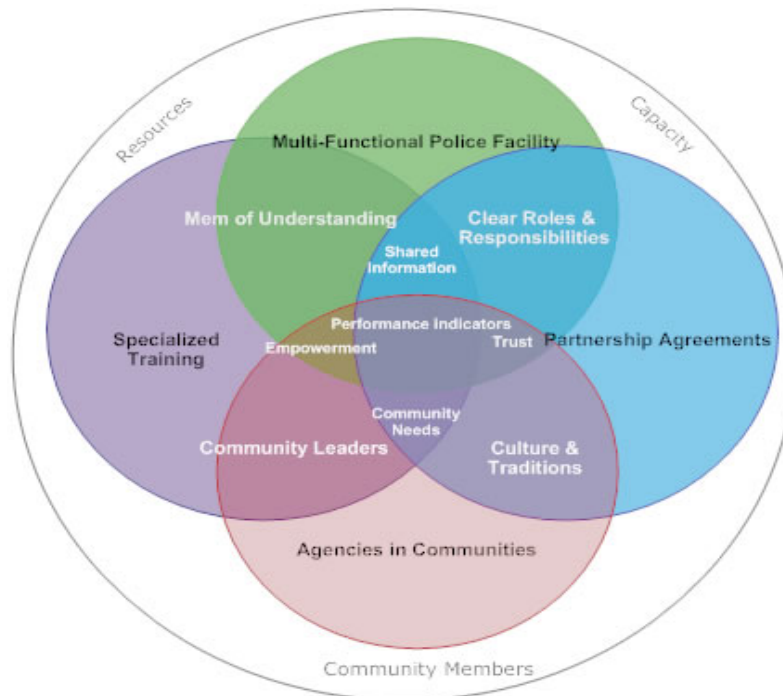 Resources
Capacity
Multi-Functional Police Facility
Mem of Understanding
Clear Roles &
Responsibilities
Shared
Information
Performance Indicators
Specialized
Training
Empowerment
Trust
Partnership Agreements
Community
Needs
Community Leaders
Culture &
Traditions
Agencies in Communities
Community Members